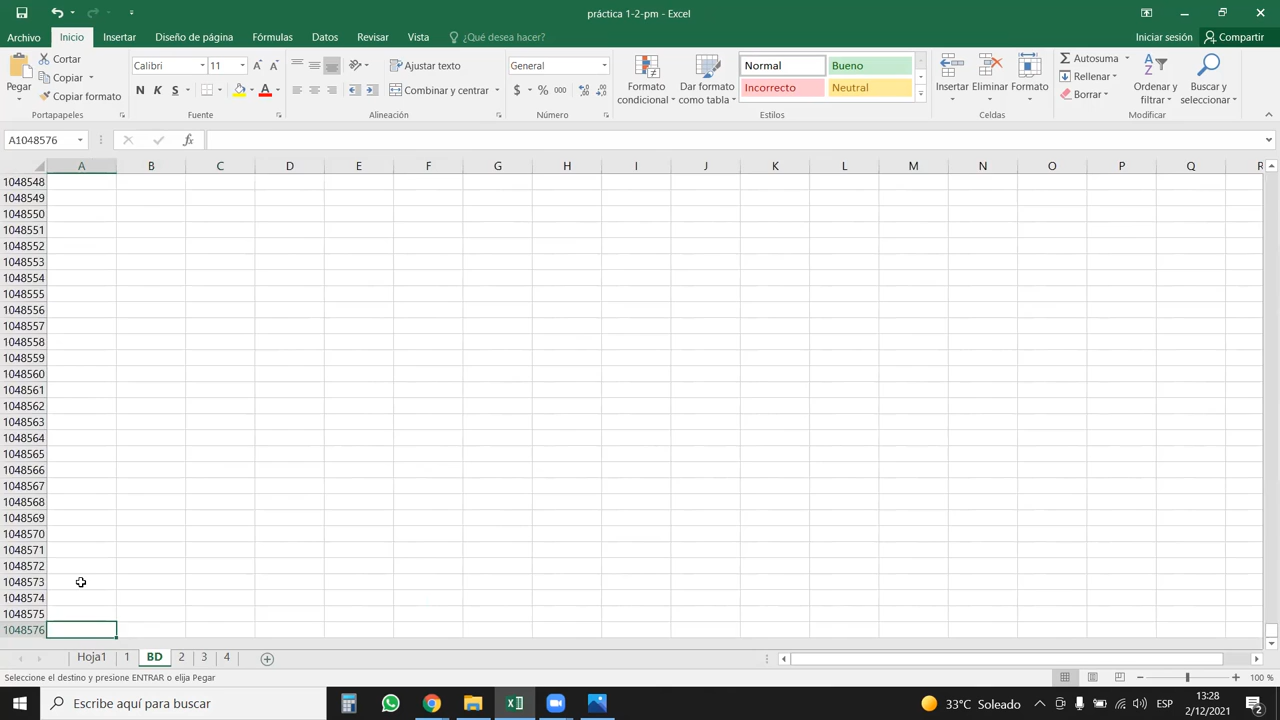 práctica 1-2-pm - Excel
Archivo Inicio Insertar Diseño de página Fórmulas Datos Revisar Vista ¿Qué desea hacer? Iniciar sesión Compartir
Pegar
Cortar
Copiar
Copiar formato
Portapapeles
Calibri 11
N K S
Fuente
Ajustar texto
Combinar y centrar
Alineación
General
$ % 000
Número
Formato condicional
Dar formato como tabla
Normal Bueno
Incorrecto Neutral
Estilos
Insertar Eliminar Formato
Celdas
Autosuma
Rellenar
Borrar
Ordenar y filtrar
Buscar y seleccionar
Modificar
A1048576 fx
A B C D E F G H I J K L M N O P Q R
1048548
1048549
1048550
1048551
1048552
1048553
1048554
1048555
1048556
1048557
1048558
1048559
1048560
1048561
1048562
1048563
1048564
1048565
1048566
1048567
1048568
1048569
1048570
1048571
1048572
1048573
1048574
1048575
1048576
Hoja1 1 BD 2 3 4
Seleccione el destino y presione ENTRAR o elija Pegar 100 %
Escribe aquí para buscar 33°C Soleado ESP 13:28
2/12/2021 2